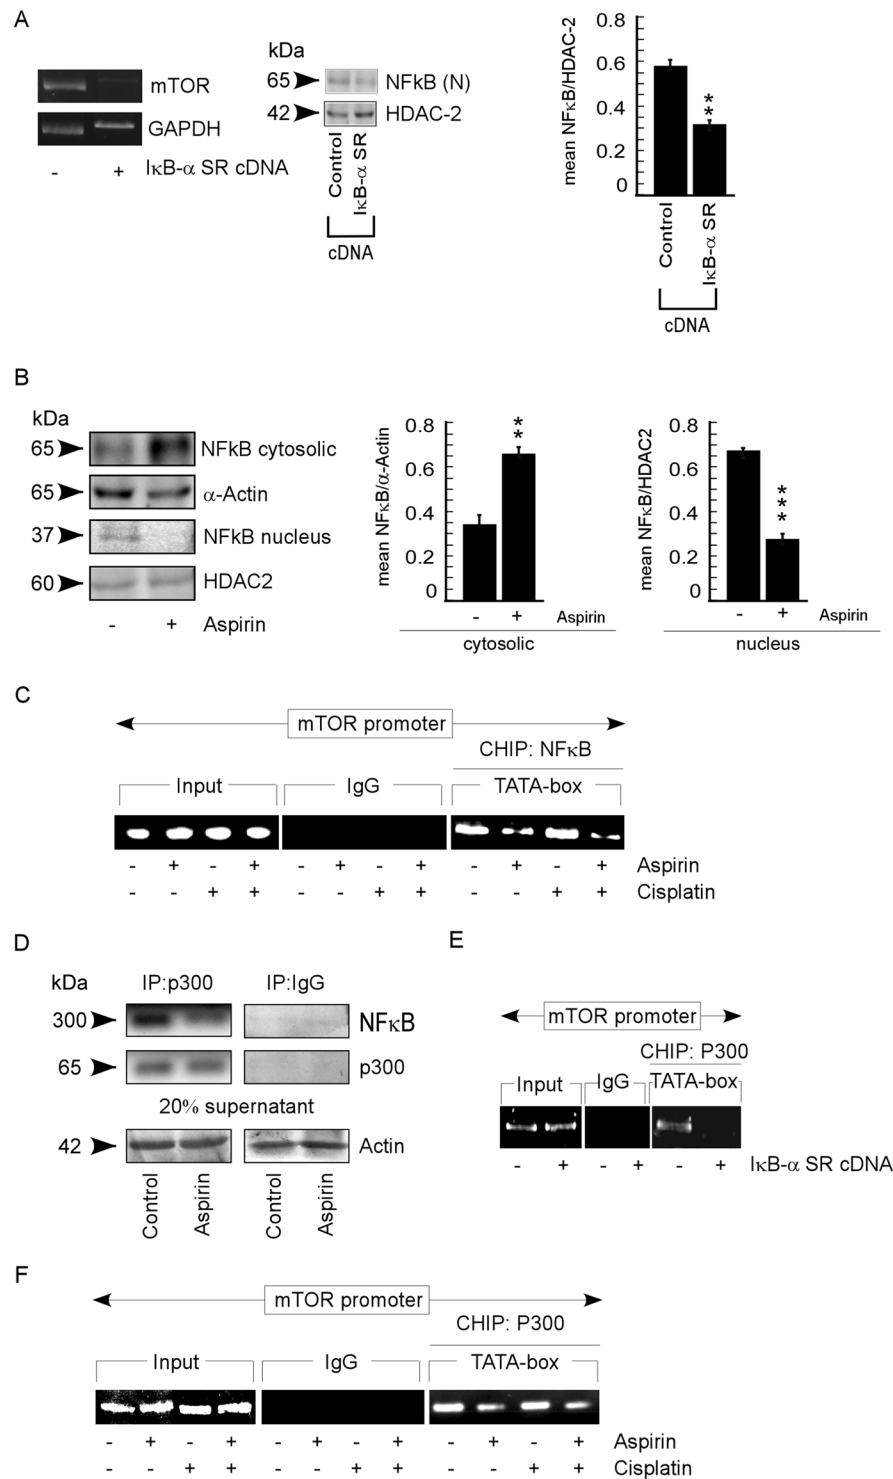 A
mTOR
GAPDH
- + IκB-α SR cDNA
kDa
65 NFkB (N)
42 HDAC-2
Control
IκB-α SR
cDNA
mean NFκB/HDAC-2
0.8
0.6
0.4
0.2
0
Control
IκB-α SR
cDNA
**
B
kDa
65 NFkB cytosolic
65 α-Actin
37 NFkB nucleus
60 HDAC2
- + Aspirin
mean NFκB/α-Actin
0.8
0.6
0.4
0.2
0
**
- + Aspirin
cytosolic
mean NFκB/HDAC2
0.8
0.6
0.4
0.2
0
***
- + Aspirin
nucleus
C
mTOR promoter
CHIP: NFκB
Input IgG TATA-box
- + - + - + - + - + - + Aspirin
- - + + - - + + - - + + Cisplatin
D
kDa IP:p300 IP:IgG
300 NFκB
65 p300
20% supernatant
42 Actin
Control
Aspirin
Control
Aspirin
E
mTOR promoter
CHIP: P300
Input IgG TATA-box
- + - + - + IκB-α SR cDNA
F
mTOR promoter
CHIP: P300
Input IgG TATA-box
- + - + - + - + - + - + Aspirin
- - + + - - + + - - + + Cisplatin